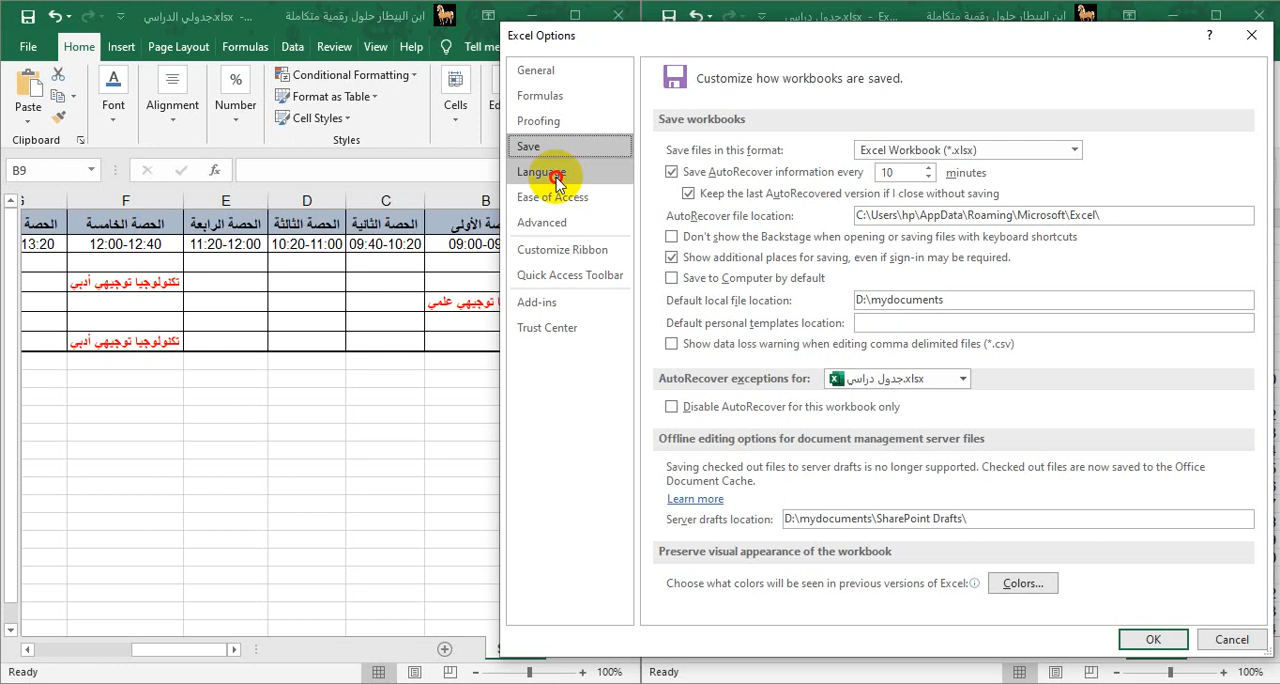 جدولي الدراسي.xlsx -...
ابن البيطار حلول رقمية متكاملة
جدول دراسي.xlsx - Ex...
ابن البيطار حلول رقمية متكاملة
File Home Insert Page Layout Formulas Data Review View Help Tell me
Paste
Font
Alignment
Number
Conditional Formatting
Format as Table
Cell Styles
Cells
Clipboard
Styles
B9
fx
F E D C B
الحصة
الحصة الخامسة
الحصة الرابعة
الحصة الثالثة
الحصة الثانية
13:20
12:00-12:40
11:20-12:00
10:20-11:00
09:40-10:20
تكنولوجيا توجيهي أدبي
توجيهي علمي
تكنولوجيا توجيهي أدبي
Ready
100%
Excel Options
?
General
Formulas
Proofing
Save
Language
Ease of Access
Advanced
Customize Ribbon
Quick Access Toolbar
Add-ins
Trust Center
Customize how workbooks are saved.
Save workbooks
Save files in this format: Excel Workbook (*.xlsx)
Save AutoRecover information every 10 minutes
Keep the last AutoRecovered version if I close without saving
AutoRecover file location: C:\Users\hp\AppData\Roaming\Microsoft\Excel\
Don't show the Backstage when opening or saving files with keyboard shortcuts
Show additional places for saving, even if sign-in may be required.
Save to Computer by default
Default local file location: D:\mydocuments
Default personal templates location:
Show data loss warning when editing comma delimited files (*.csv)
AutoRecover exceptions for: جدول دراسي.xlsx
Disable AutoRecover for this workbook only
Offline editing options for document management server files
Saving checked out files to server drafts is no longer supported. Checked out files are now saved to the Office
Document Cache.
Learn more
Server drafts location: D:\mydocuments\SharePoint Drafts\
Preserve visual appearance of the workbook
Choose what colors will be seen in previous versions of Excel: Colors...
OK Cancel
Ready
100%